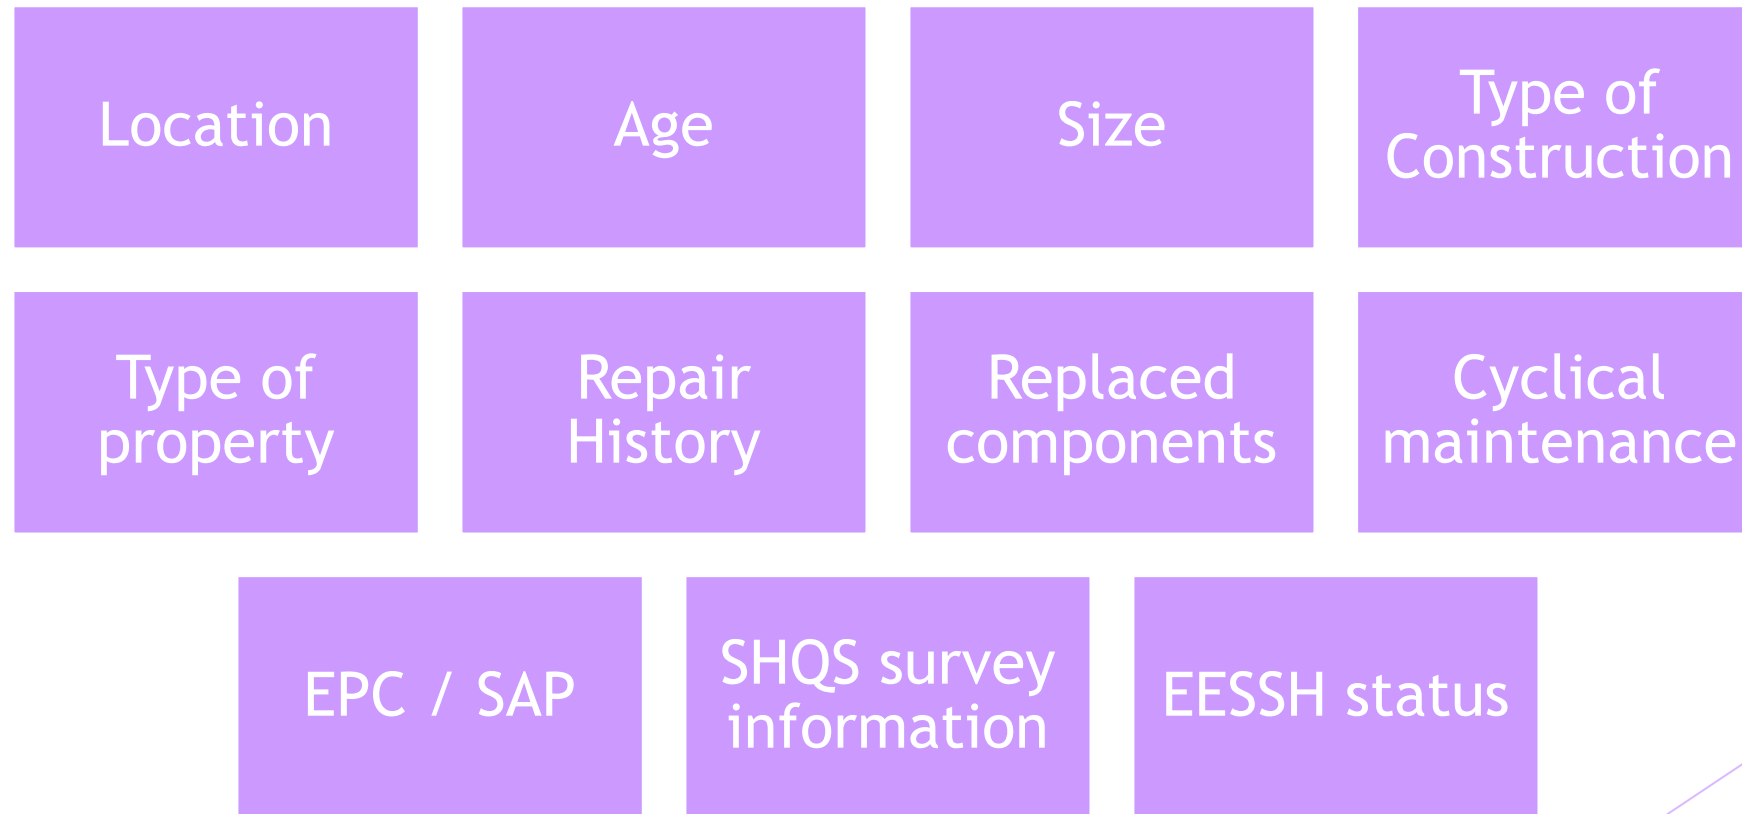 Location
Age
Size
Type of
Construction
Type of
property
Repair
History
Replaced
components
Cyclical
maintenance
EPC / SAP
SHQS survey
information
EESSH status